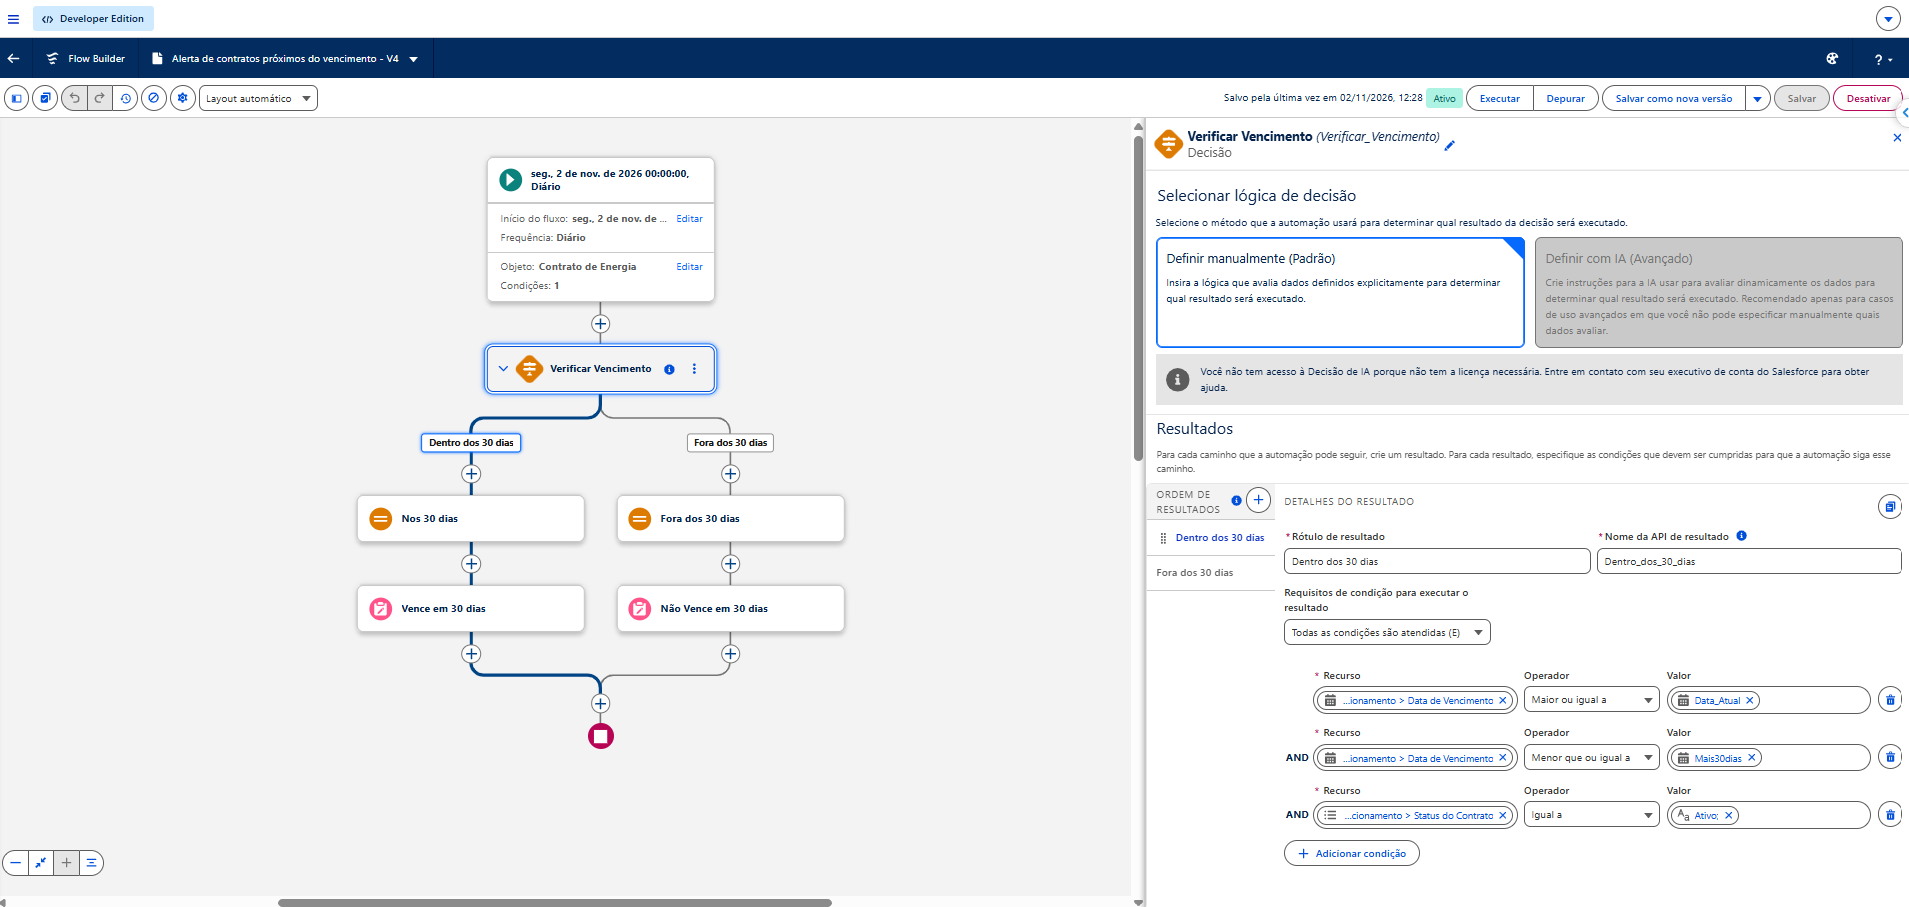 Developer Edition
Flow Builder
Alerta de contratos próximos do vencimento - V4
?
Layout automático
Salvo pela última vez em 02/11/2026, 12:28
Ativo
Executar
Depurar
Salvar como nova versão
Salvar
Desativar
seg., 2 de nov. de 2026 00:00:00,
Diário
Início do fluxo: seg., 2 de nov. de ...
Editar
Frequência: Diário
Objeto: Contrato de Energia
Editar
Condições: 1
Verificar Vencimento
Dentro dos 30 dias
Fora dos 30 dias
Nos 30 dias
Fora dos 30 dias
Vence em 30 dias
Não Vence em 30 dias
Verificar Vencimento (Verificar_Vencimento)
Decisão
Selecionar lógica de decisão
Selecione o método que a automação usará para determinar qual resultado da decisão será executado.
Definir manualmente (Padrão)
Insira a lógica que avalia dados definidos explicitamente para determinar
qual resultado será executado.
Definir com IA (Avançado)
Crie instruções para a IA usar para avaliar dinamicamente os dados para
determinar qual resultado será executado. Recomendado apenas para casos
de uso avançados em que você não pode especificar manualmente quais
dados avaliar.
Você não tem acesso à Decisão de IA porque não tem a licença necessária. Entre em contato com seu executivo de conta do Salesforce para obter
ajuda.
Resultados
Para cada caminho que a automação pode seguir, crie um resultado. Para cada resultado, especifique as condições que devem ser cumpridas para que a automação siga esse
caminho.
ORDEM DE
RESULTADOS
Dentro dos 30 dias
Fora dos 30 dias
DETALHES DO RESULTADO
* Rótulo de resultado
Dentro dos 30 dias
* Nome da API de resultado
Dentro_dos_30_dias
Requisitos de condição para executar o
resultado
Todas as condições são atendidas (E)
* Recurso
Operador
Valor
...ionamento > Data de Vencimento
Maior ou igual a
Data_Atual
* Recurso
Operador
Valor
AND
...ionamento > Data de Vencimento
Menor que ou igual a
Mais30dias
* Recurso
Operador
Valor
AND
...cionamento > Status do Contrato
Igual a
Aa Ativo;
Adicionar condição